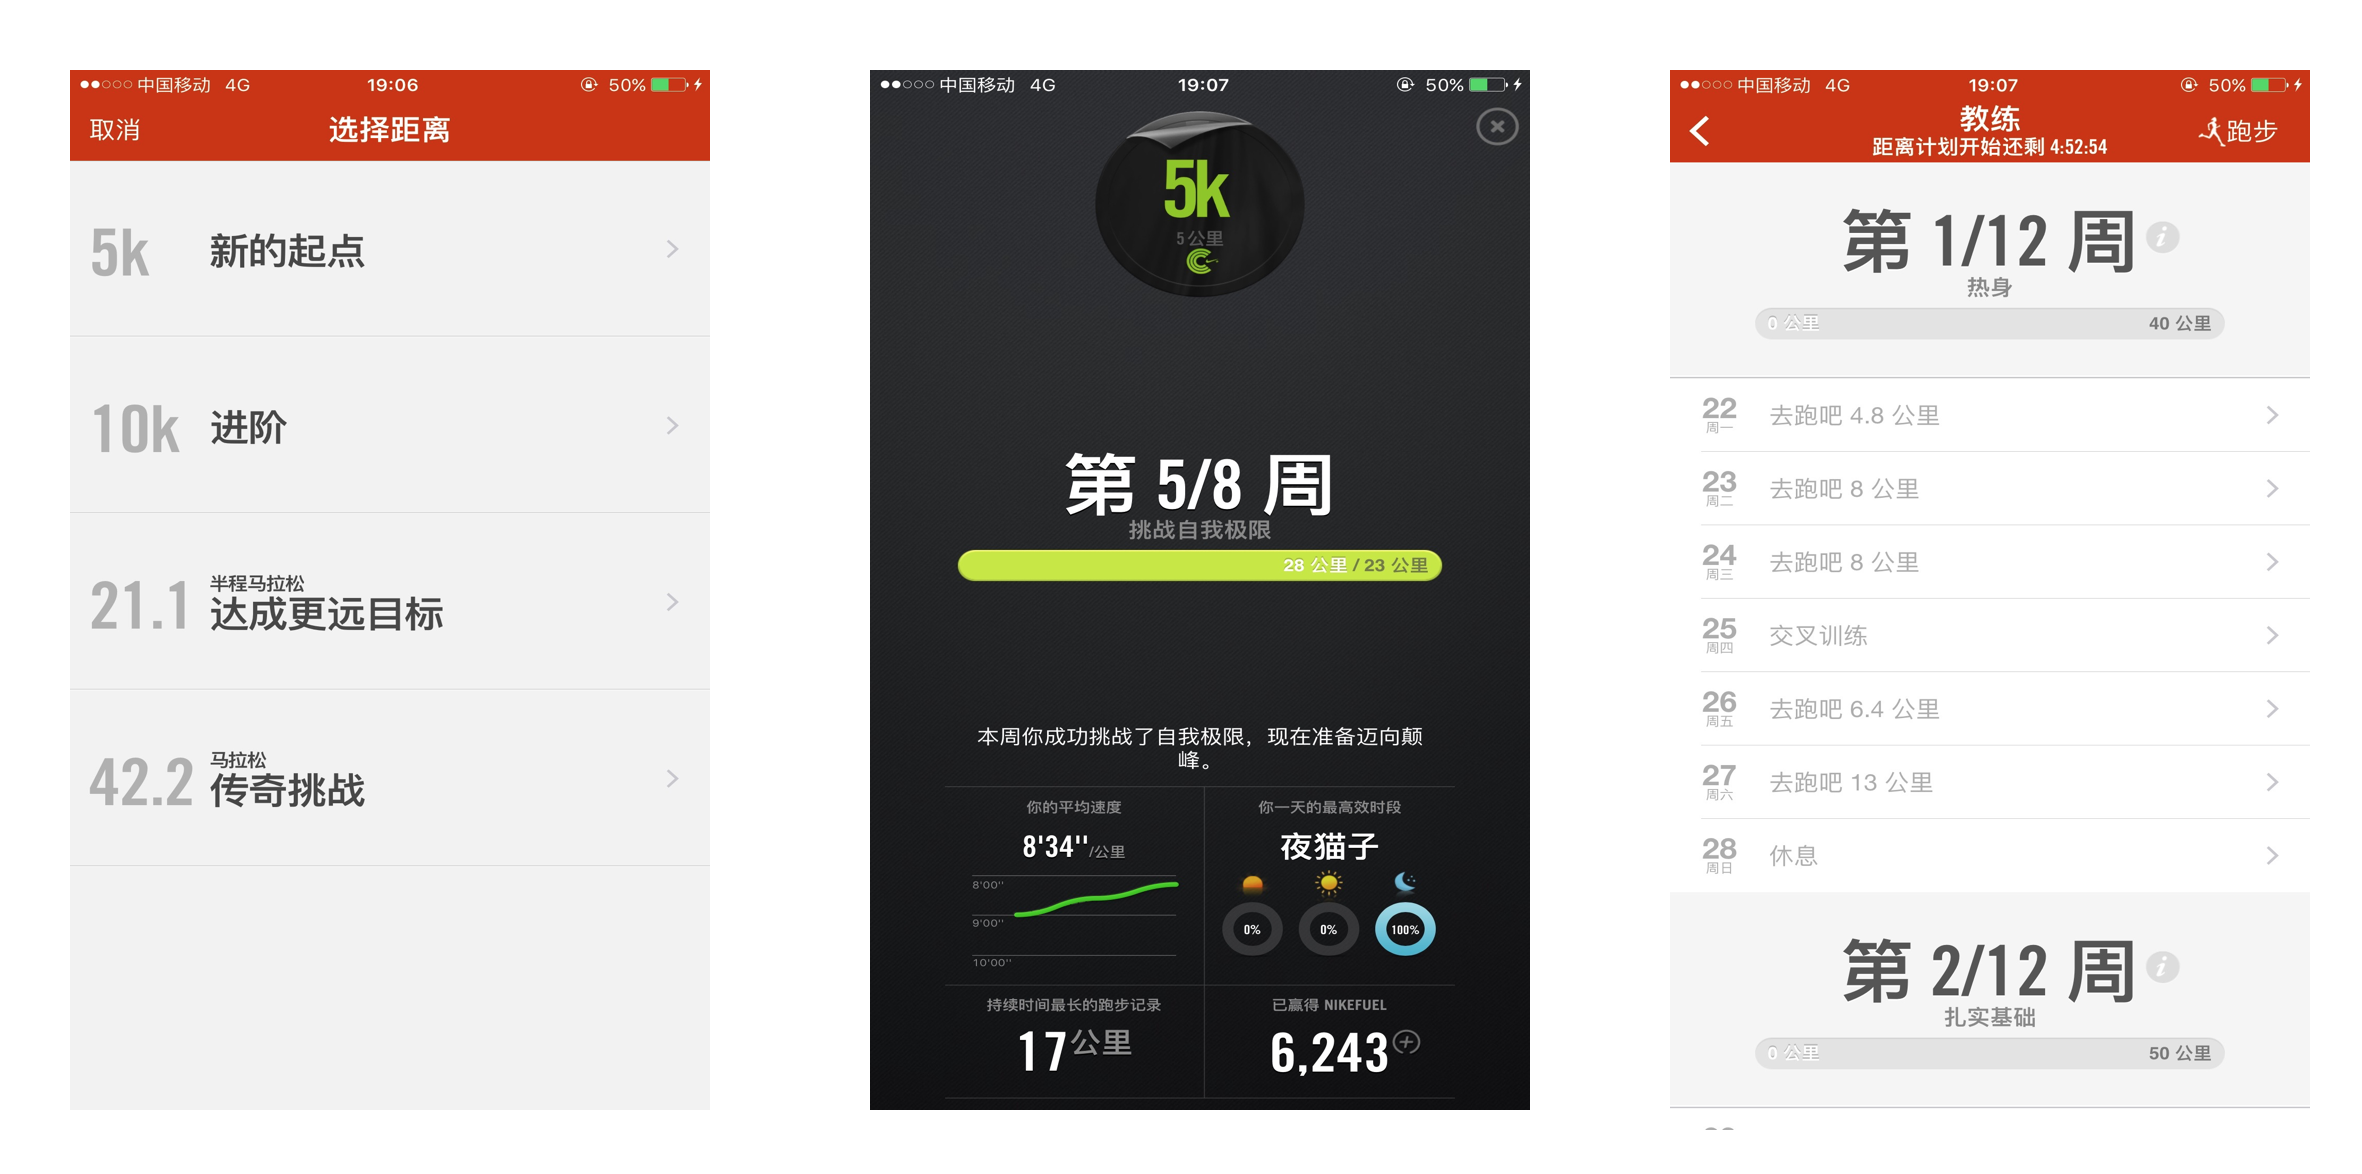 中国移动 4G 19:06 50%
取消 选择距离
5k 新的起点
10k 进阶
21.1 半程马拉松
达成更远目标
42.2 马拉松
传奇挑战
中国移动 4G 19:07 50%
5k
5公里
第 5/8 周
挑战自我极限
28 公里 / 23 公里
本周你成功挑战了自我极限，现在准备迈向颠
峰。
你的平均速度
8'34''/公里
8'00''
9'00''
10'00''
你一天的最高效时段
夜猫子
0% 0% 100%
持续时间最长的跑步记录
17公里
已赢得 NIKEFUEL
6,243
中国移动 4G 19:07 50%
教练
距离计划开始还剩 4:52:54
跑步
第 1/12 周
热身
0 公里 40 公里
22 周一 去跑吧 4.8 公里
23 周二 去跑吧 8 公里
24 周三 去跑吧 8 公里
25 周四 交叉训练
26 周五 去跑吧 6.4 公里
27 周六 去跑吧 13 公里
28 周日 休息
第 2/12 周
扎实基础
0 公里 50 公里